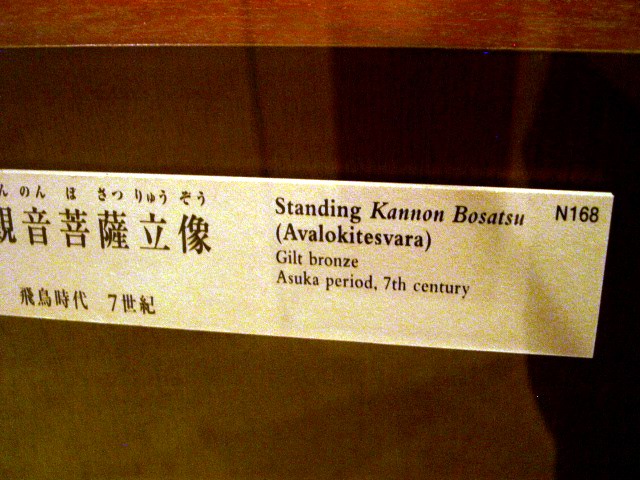 んのん ぼ さつ りゅう ぞう
観音菩薩立像
飛鳥時代 7世紀
Standing Kannon Bosatsu N168
(Avalokitesvara)
Gilt bronze
Asuka period, 7th century